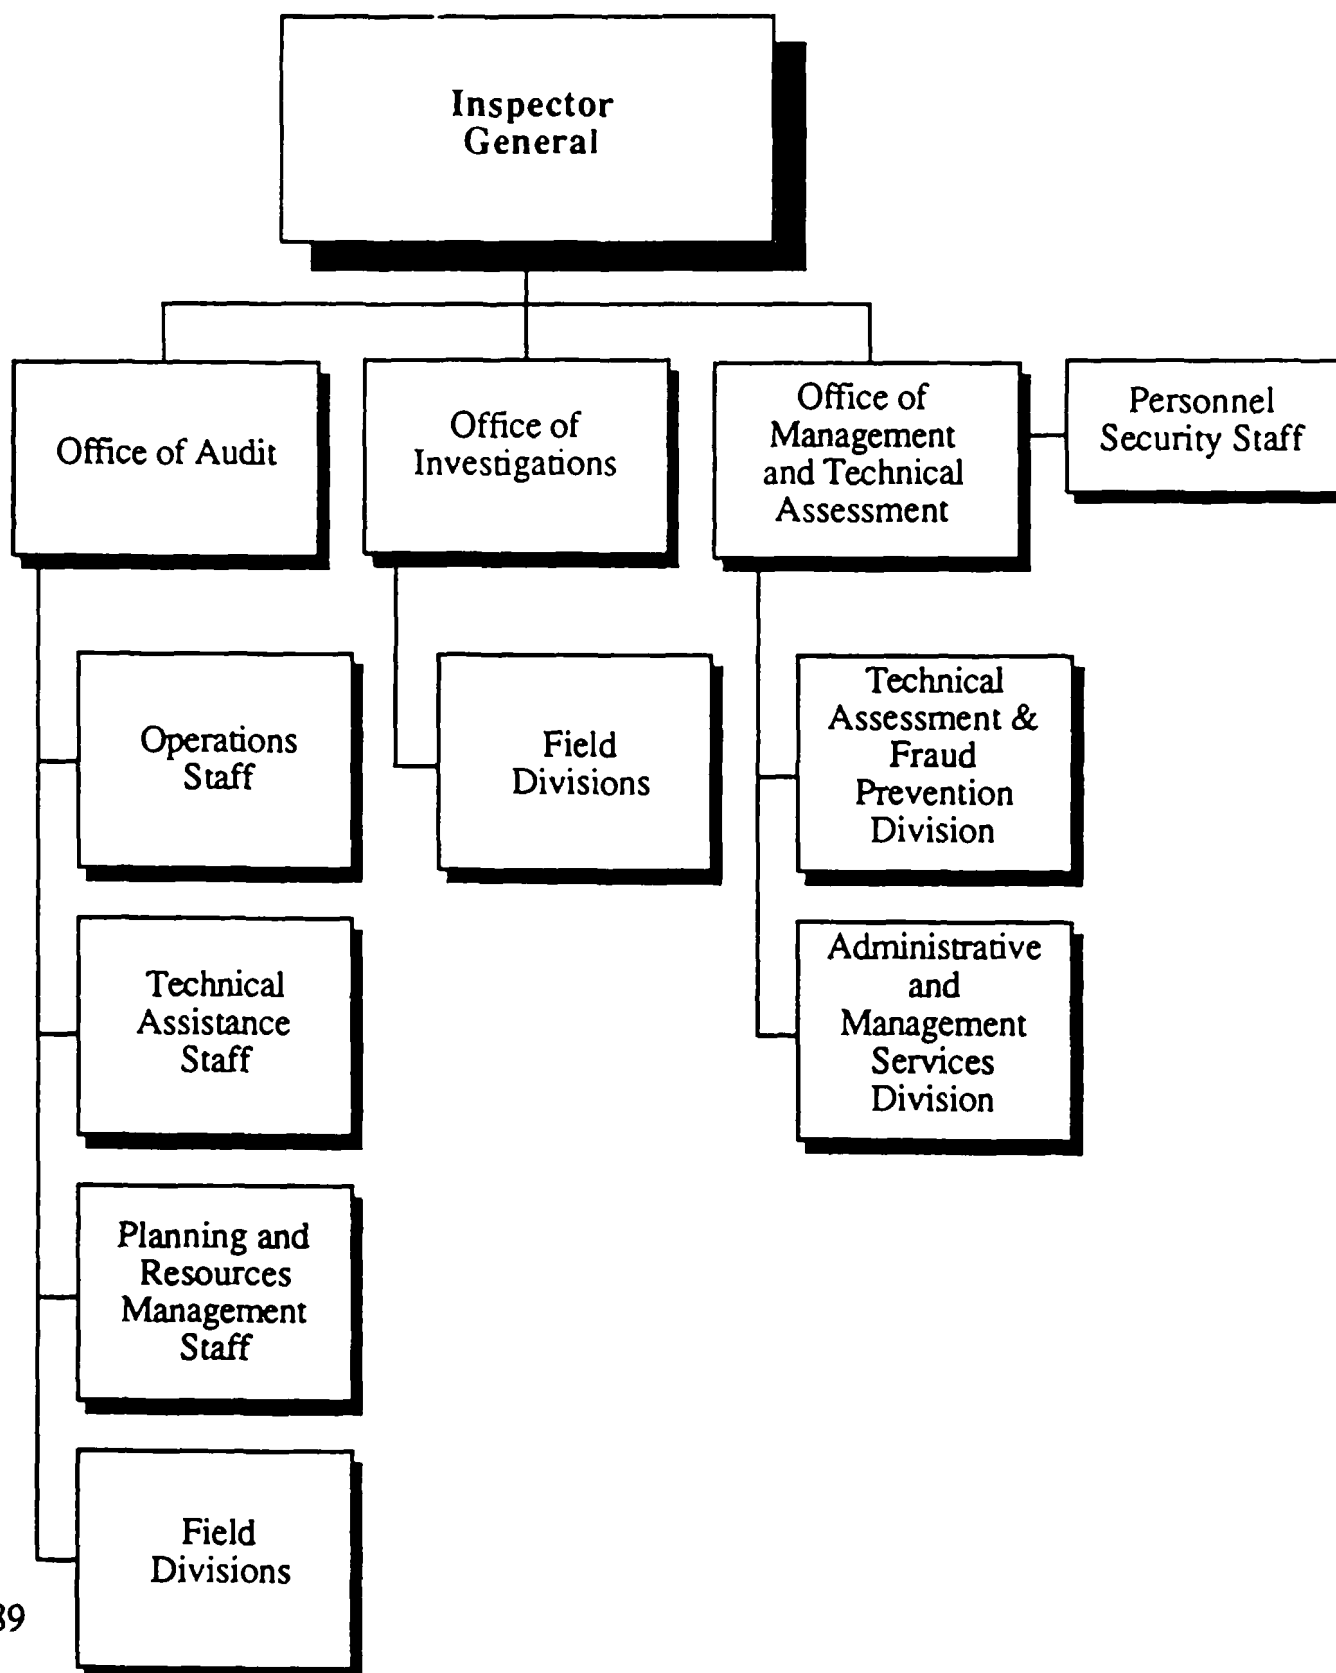 Inspector
General
Office of Audit
Office of
Investigations
Office of
Management
and Technical
Assessment
Personnel
Security Staff
Operations
Staff
Technical
Assistance
Staff
Planning and
Resources
Management
Staff
Field
Divisions
Field
Divisions
Technical
Assessment &
Fraud
Prevention
Division
Administrative
and
Management
Services
Division
89